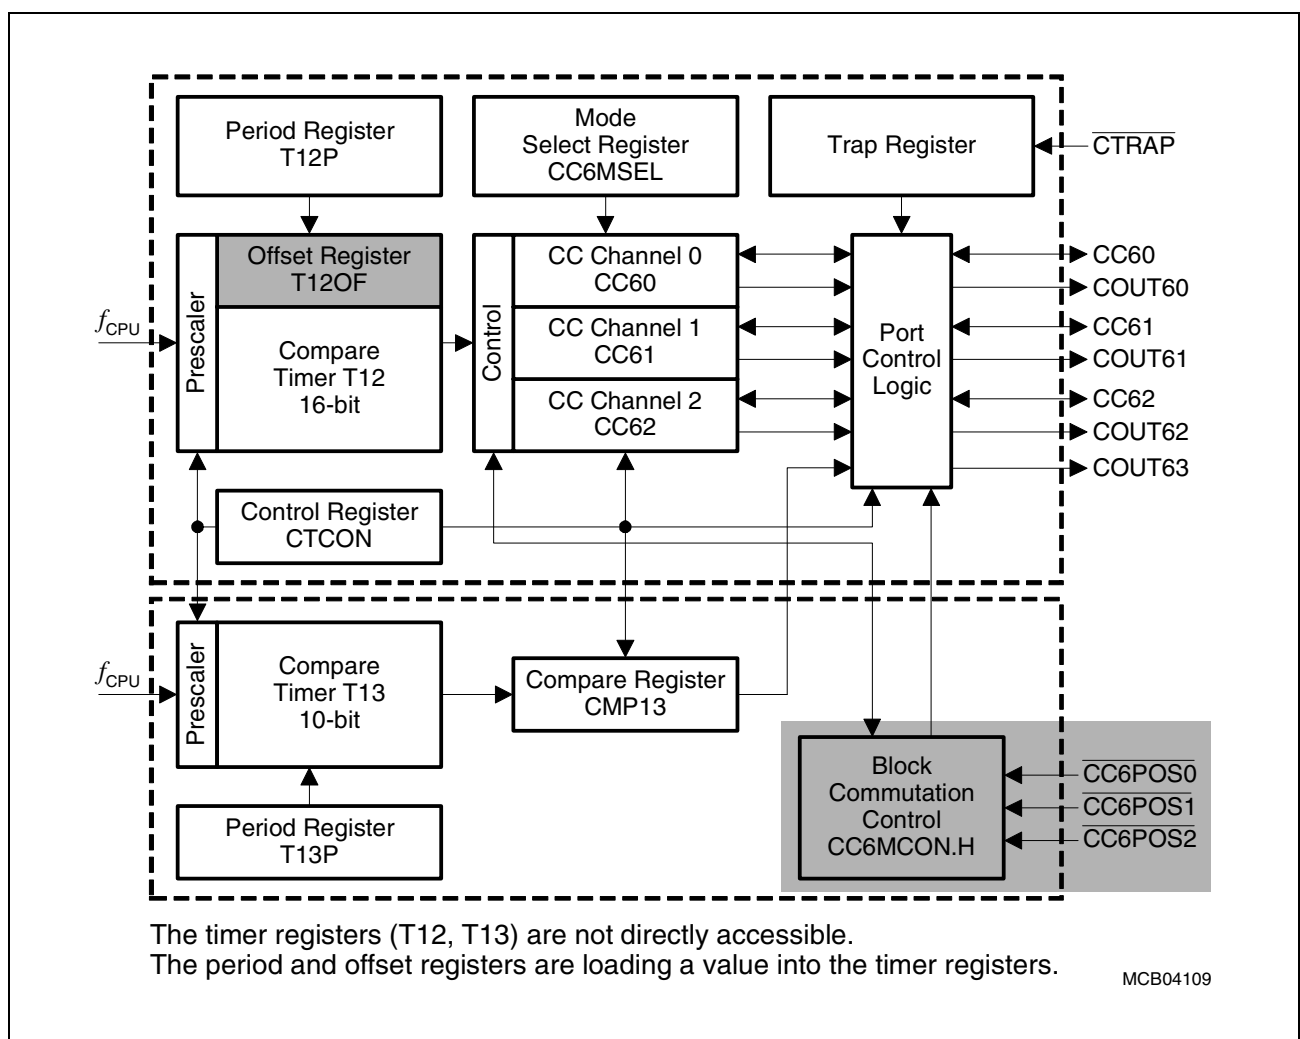 Period Register
T12P
Mode
Select Register
CC6MSEL
Trap Register
CTRAP
Prescaler
Offset Register
T12OF
Compare
Timer T12
16-bit
fCPU
Control
CC Channel 0
CC60
CC Channel 1
CC61
CC Channel 2
CC62
Port
Control
Logic
CC60
COUT60
CC61
COUT61
CC62
COUT62
COUT63
Control Register
CTCON
fCPU
Prescaler
Compare
Timer T13
10-bit
Compare Register
CMP13
Period Register
T13P
Block
Commutation
Control
CC6MCON.H
CC6POS0
CC6POS1
CC6POS2
The timer registers (T12, T13) are not directly accessible.
The period and offset registers are loading a value into the timer registers.
MCB04109